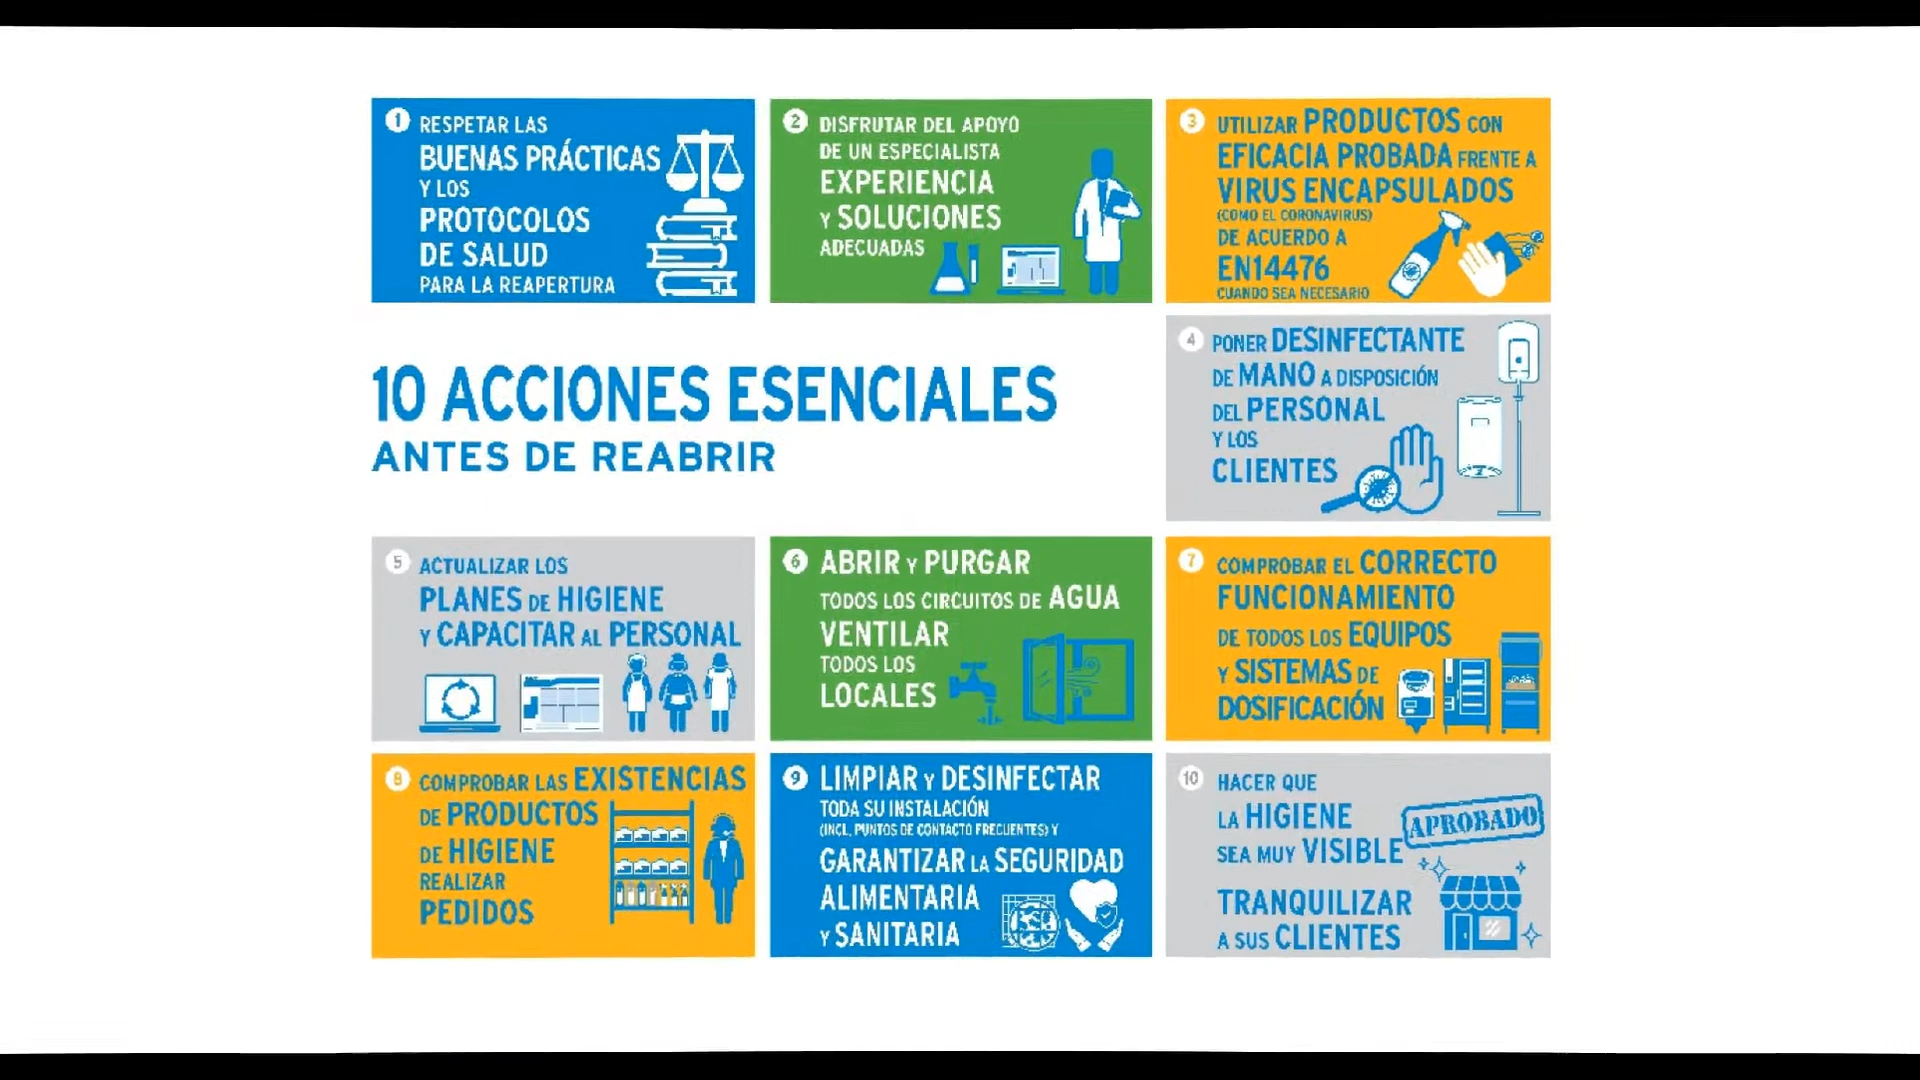 1 RESPETAR LAS
BUENAS PRÁCTICAS
Y LOS
PROTOCOLOS
DE SALUD
PARA LA REAPERTURA
2 DISFRUTAR DEL APOYO
DE UN ESPECIALISTA
EXPERIENCIA
Y SOLUCIONES
ADECUADAS
3 UTILIZAR PRODUCTOS CON
EFICACIA PROBADA FRENTE A
VIRUS ENCAPSULADOS
(COMO EL CORONAVIRUS)
DE ACUERDO A
EN14476
CUANDO SEA NECESARIO
10 ACCIONES ESENCIALES
ANTES DE REABRIR
4 PONER DESINFECTANTE
DE MANO A DISPOSICIÓN
DEL PERSONAL
Y LOS
CLIENTES
5 ACTUALIZAR LOS
PLANES DE HIGIENE
Y CAPACITAR AL PERSONAL
6 ABRIR Y PURGAR
TODOS LOS CIRCUITOS DE AGUA
VENTILAR
TODOS LOS
LOCALES
7 COMPROBAR EL CORRECTO
FUNCIONAMIENTO
DE TODOS LOS EQUIPOS
Y SISTEMAS DE
DOSIFICACIÓN
8 COMPROBAR LAS EXISTENCIAS
DE PRODUCTOS
DE HIGIENE
REALIZAR
PEDIDOS
9 LIMPIAR Y DESINFECTAR
TODA SU INSTALACIÓN
(INCL. PUNTOS DE CONTACTO FRECUENTES) Y
GARANTIZAR LA SEGURIDAD
ALIMENTARIA
Y SANITARIA
10 HACER QUE
LA HIGIENE
SEA MUY VISIBLE
APROBADO
TRANQUILIZAR
A SUS CLIENTES